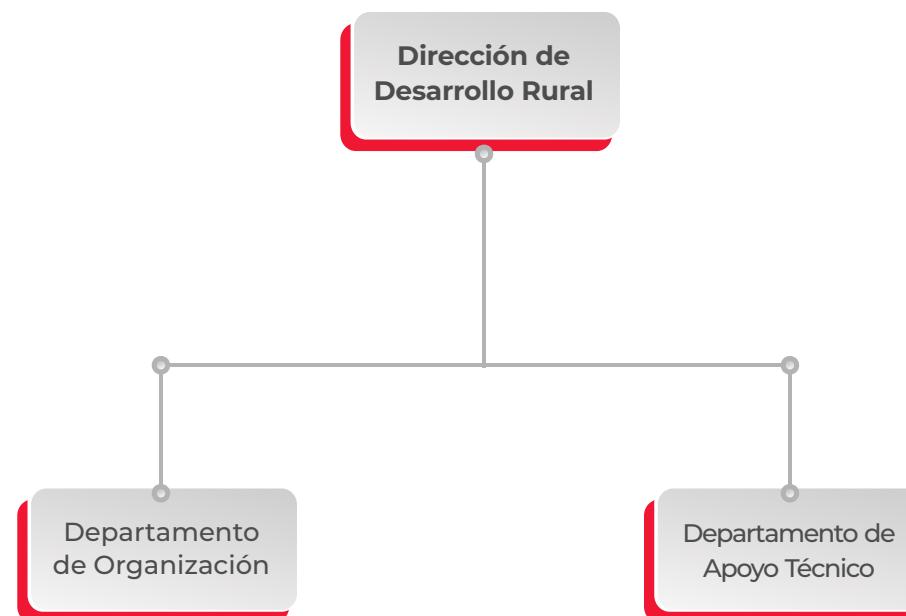 Dirección de
Desarrollo Rural
Departamento
de Organización
Departamento de
Apoyo Técnico